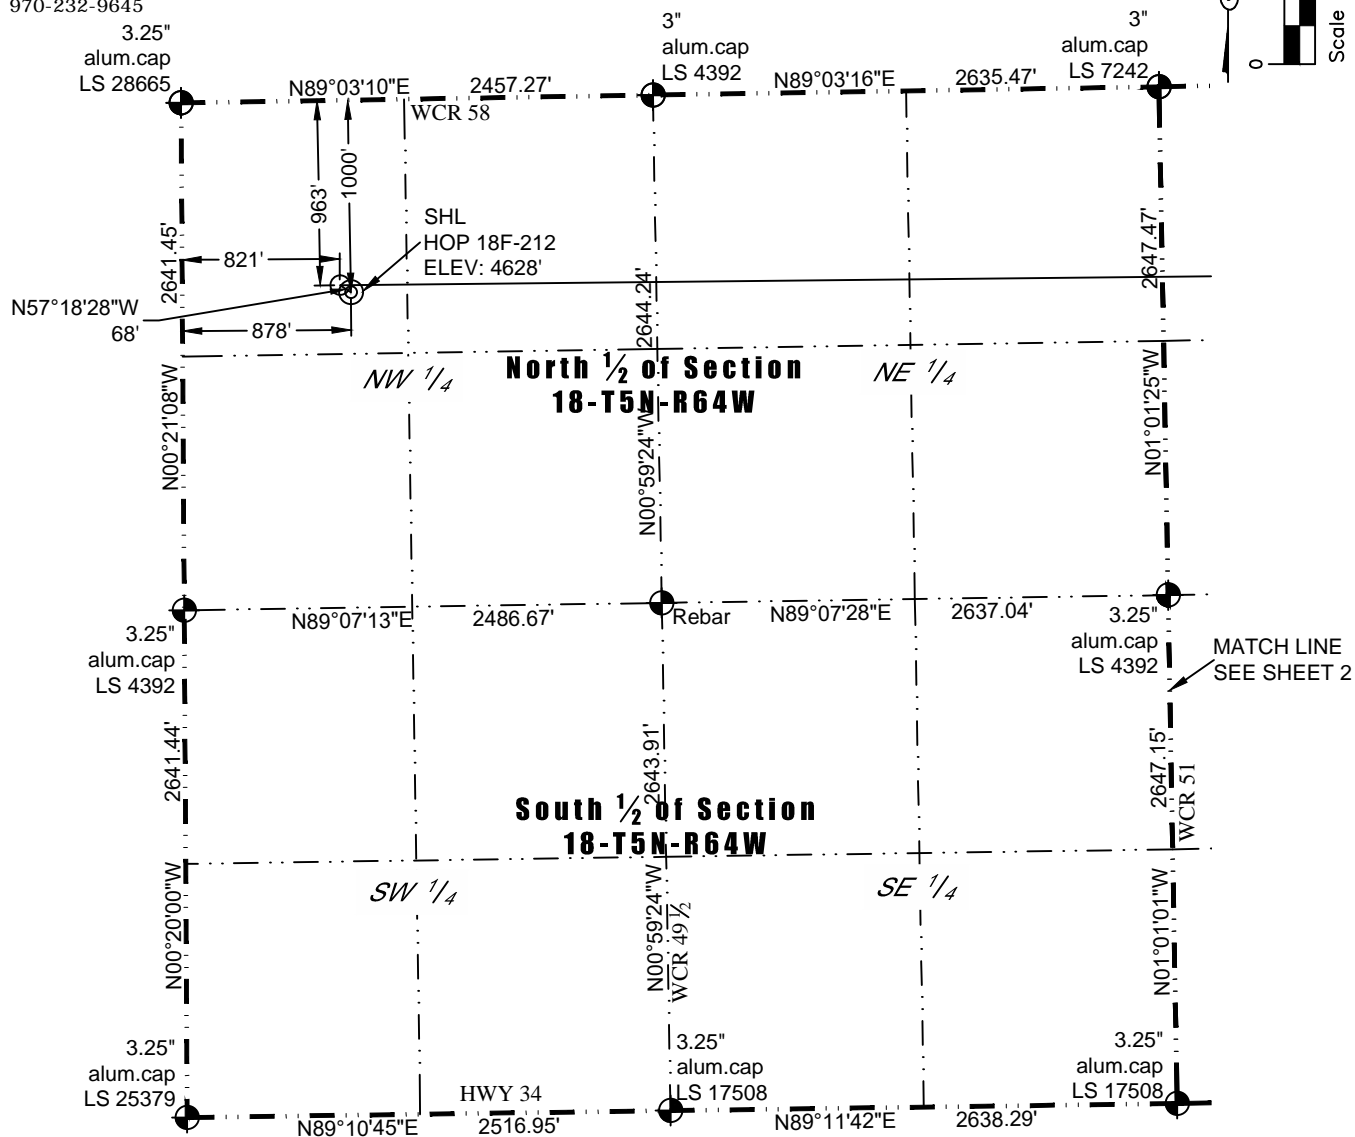 970-232-9645
3.25"
alum.cap
LS 28665
3"
alum.cap
LS 4392
3"
alum.cap
LS 7242
0
Scale
N89°03'10"E
2457.27'
N89°03'16"E
2635.47'
WCR 58
963'
1000'
SHL
HOP 18F-212
ELEV: 4628'
821'
878'
N57°18'28"W
68'
2641.45'
2644.24'
2647.47'
North ½ of Section
18-T5N-R64W
NW 1/4
NE 1/4
N00°21'08"W
N00°59'24"W
N01°01'25"W
N89°07'13"E
2486.67'
Rebar
N89°07'28"E
2637.04'
3.25"
alum.cap
LS 4392
3.25"
alum.cap
LS 4392
MATCH LINE
SEE SHEET 2
2641.44'
2643.91'
2647.15'
WCR 51
South ½ of Section
18-T5N-R64W
SW 1/4
SE 1/4
N00°20'00"W
N00°59'24"W
WCR 49½
N01°01'01"W
3.25"
alum.cap
LS 25379
3.25"
alum.cap
LS 17508
3.25"
alum.cap
LS 17508
HWY 34
N89°10'45"E
2516.95'
N89°11'42"E
2638.29'